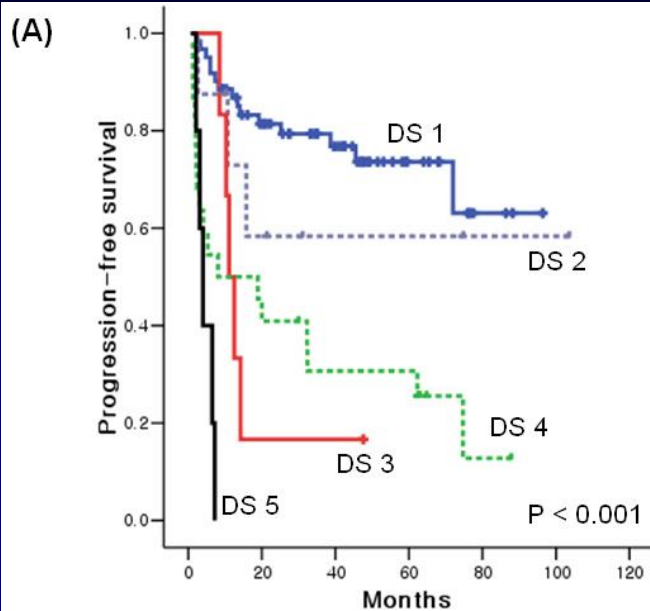 (A)
Progression-free survival
1.0
0.8
0.6
0.4
0.2
0.0
DS 1
DS 2
DS 4
DS 3
DS 5
P < 0.001
0 20 40 60 80 100 120
Months